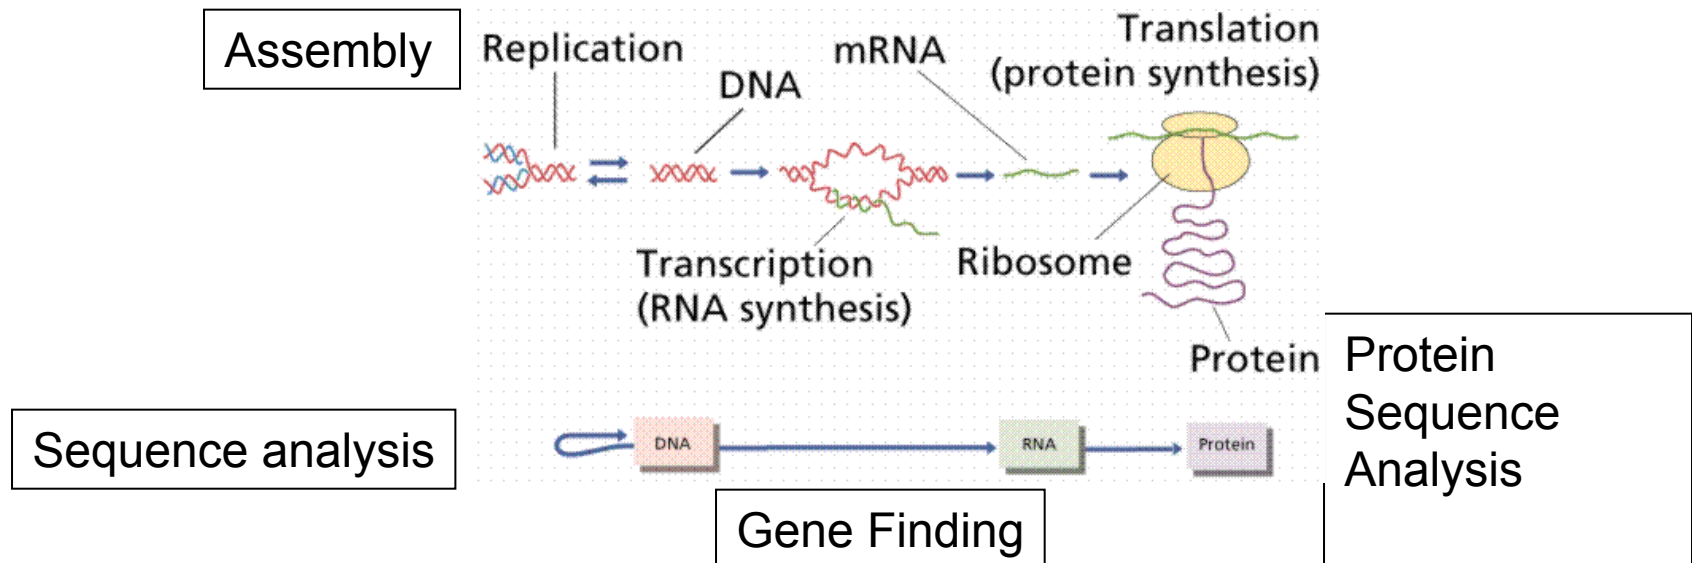 Assembly
Replication
DNA
mRNA
Translation
(protein synthesis)
Transcription
(RNA synthesis)
Ribosome
Protein
Protein
Sequence
Analysis
Sequence analysis
DNA
RNA
Protein
Gene Finding